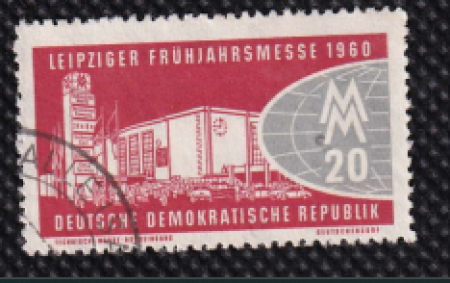 LEIPZIGER FRÜHJAHRSMESSE 1960
MM
20
DEUTSCHE DEMOKRATISCHE REPUBLIK